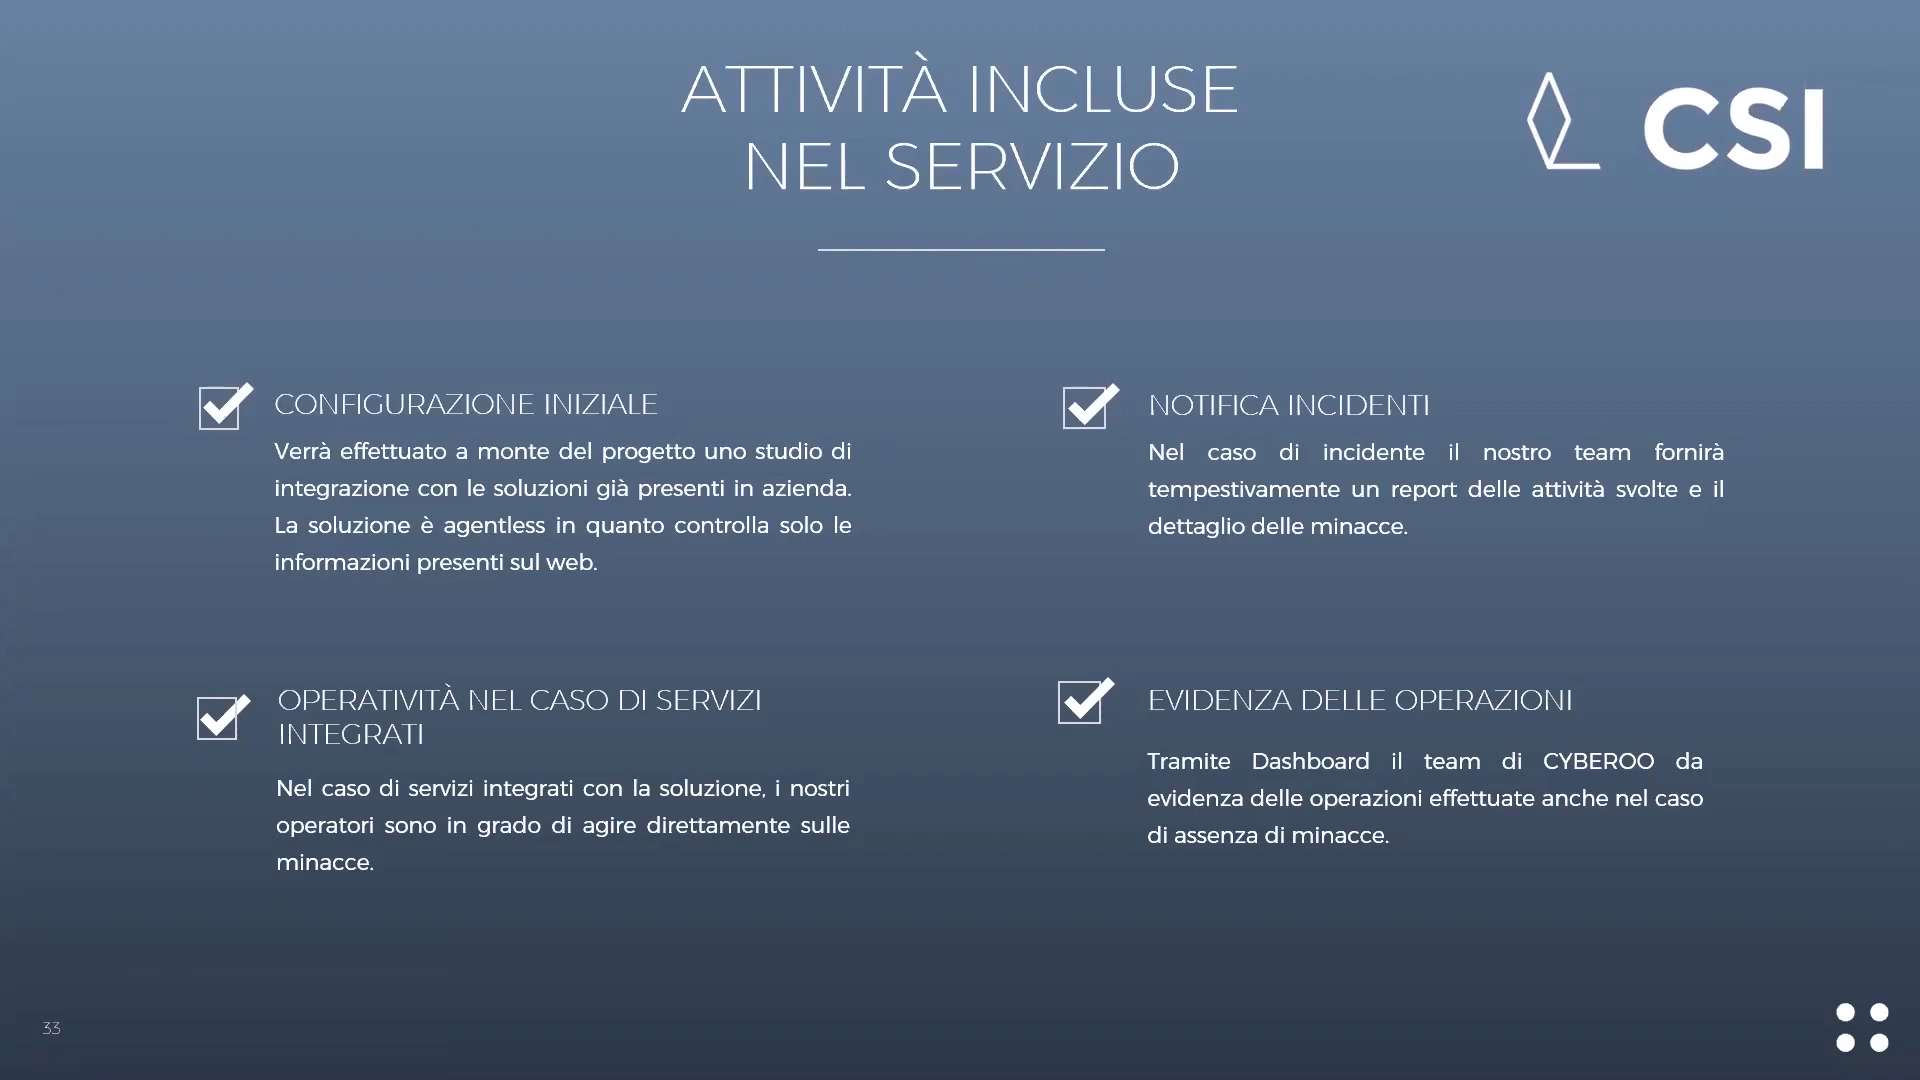 ATTIVITÀ INCLUSE
NEL SERVIZIO
CSI
CONFIGURAZIONE INIZIALE
Verrà effettuato a monte del progetto uno studio di
integrazione con le soluzioni già presenti in azienda.
La soluzione è agentless in quanto controlla solo le
informazioni presenti sul web.
NOTIFICA INCIDENTI
Nel caso di incidente il nostro team fornirà
tempestivamente un report delle attività svolte e il
dettaglio delle minacce.
OPERATIVITÀ NEL CASO DI SERVIZI
INTEGRATI
Nel caso di servizi integrati con la soluzione, i nostri
operatori sono in grado di agire direttamente sulle
minacce.
EVIDENZA DELLE OPERAZIONI
Tramite Dashboard il team di CYBEROO da
evidenza delle operazioni effettuate anche nel caso
di assenza di minacce.
33